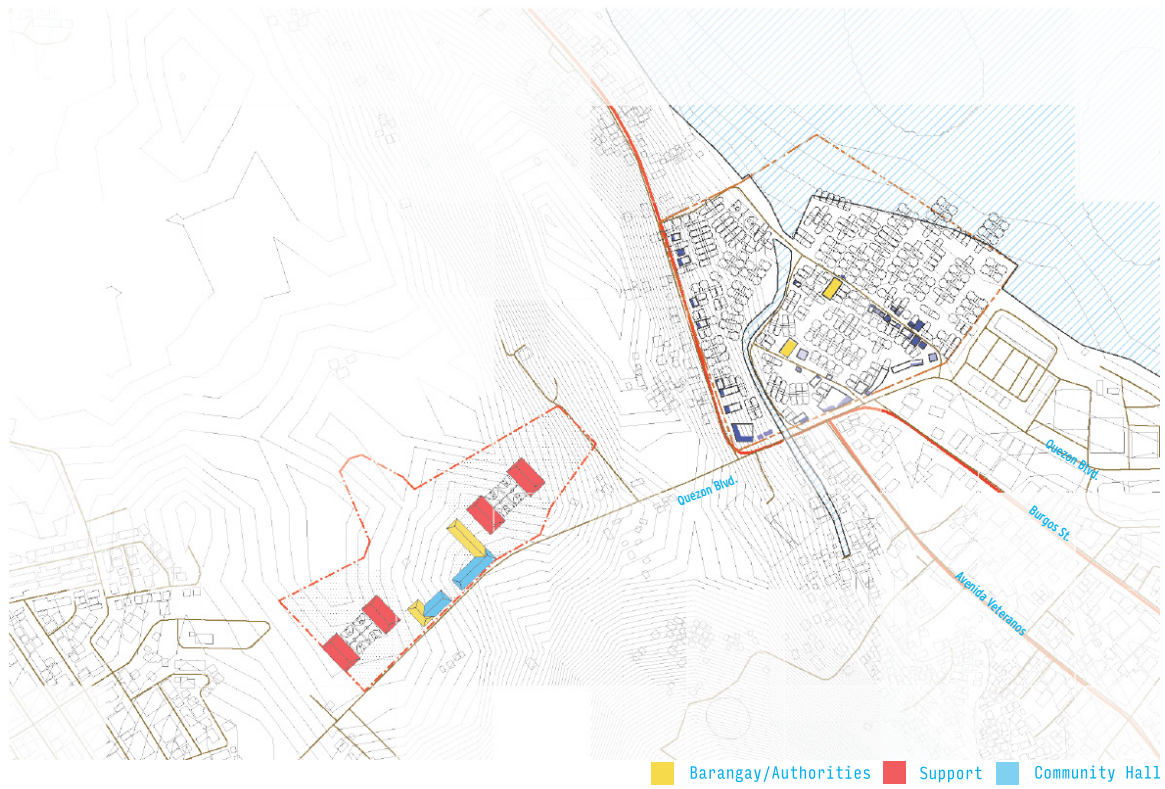 Quezon Blvd.
Quezon Blvd.
Burgos St.
Avenida Veteranos
Barangay/Authorities Support Community Hall